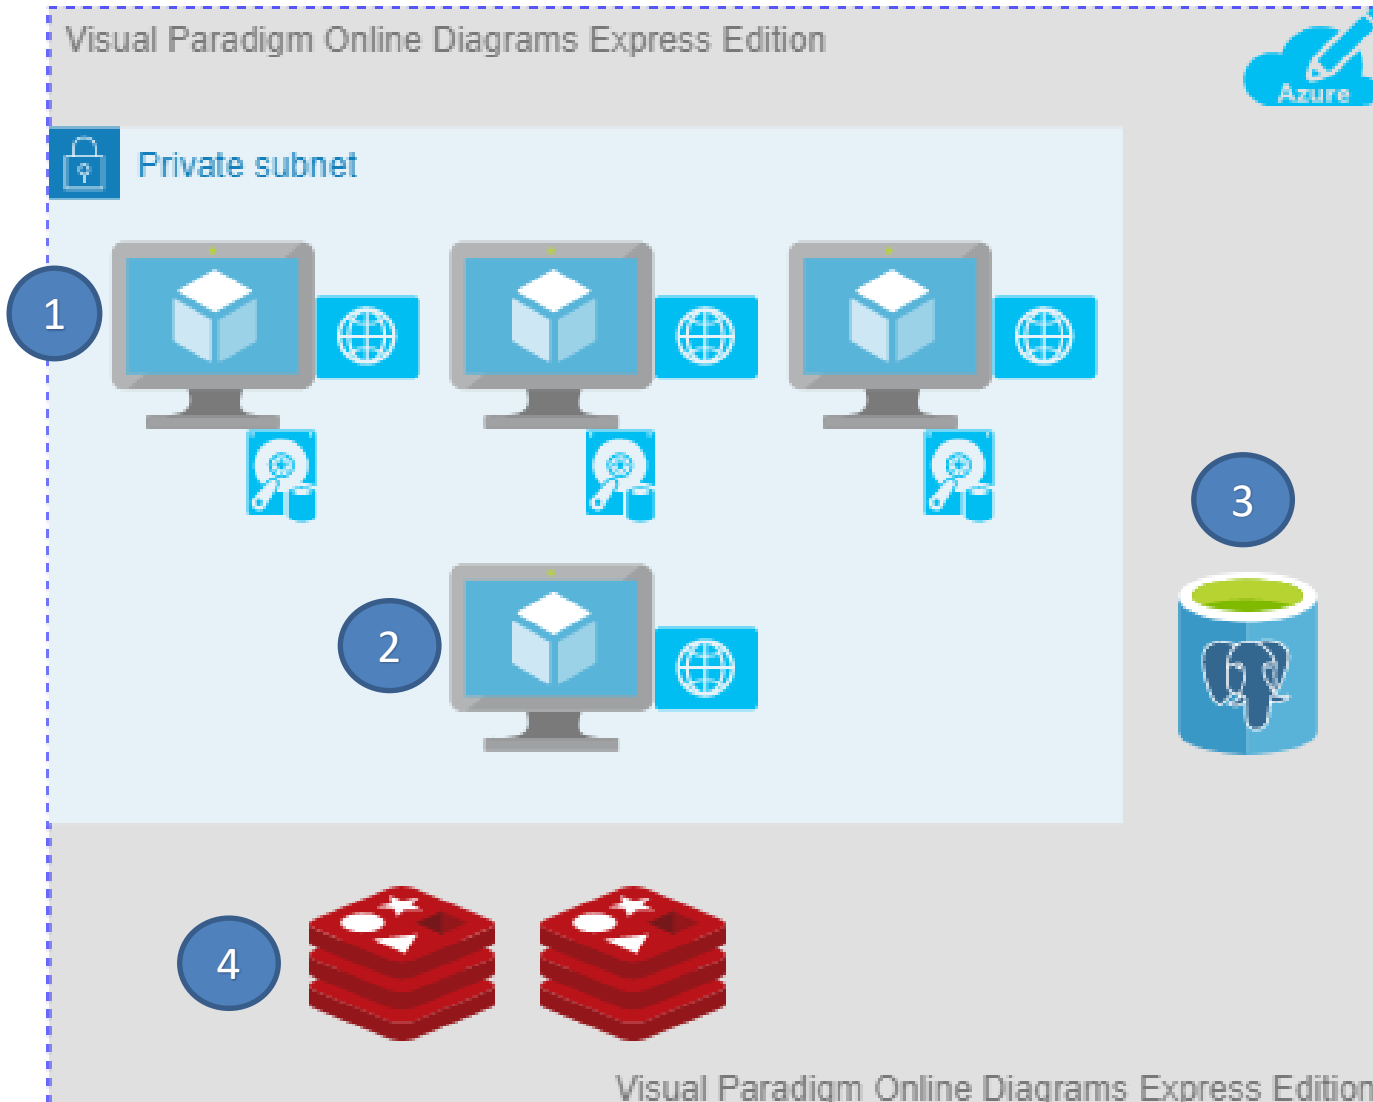 Visual Paradigm Online Diagrams Express Edition
Azure
Private subnet
1
3
2
4
Visual Paradigm Online Diagrams Express Edition